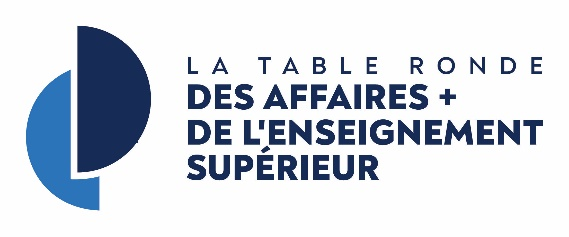 LA TABLE RONDE
DES AFFAIRES +
DE L'ENSEIGNEMENT
SUPÉRIEUR